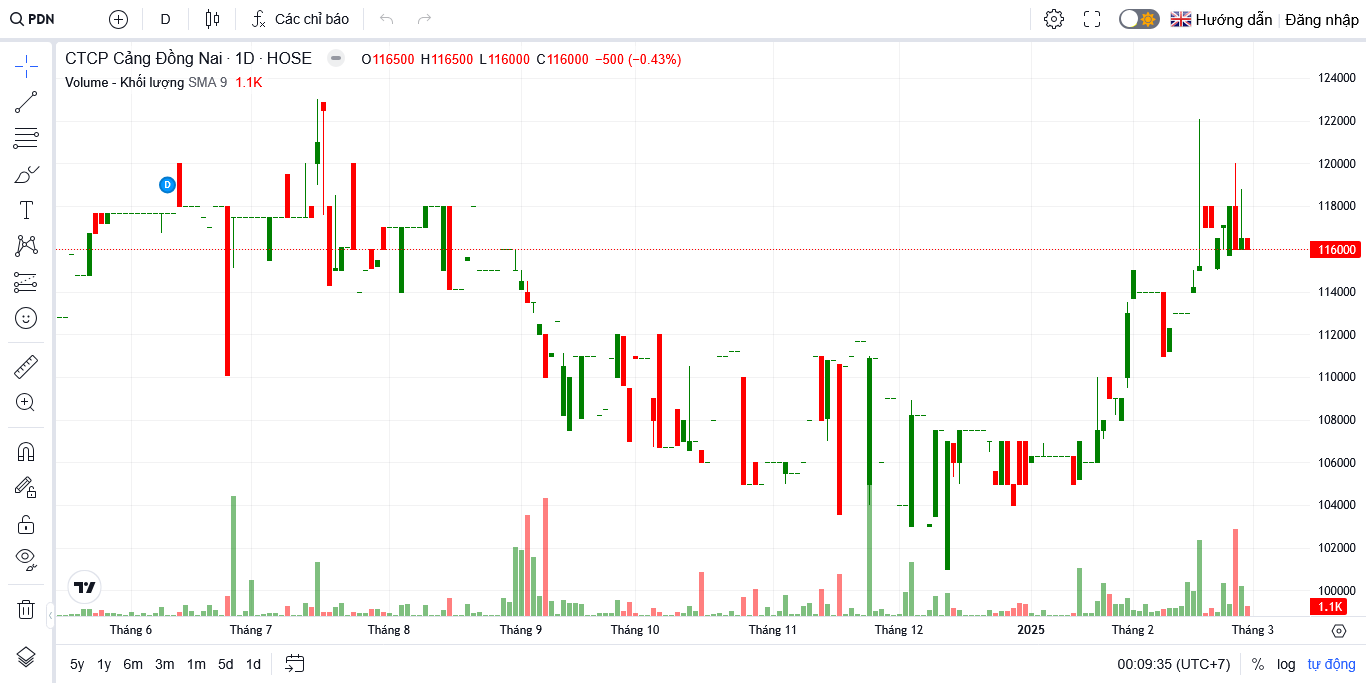 PDN D Các chỉ báo Hướng dẫn Đăng nhập
CTCP Cảng Đồng Nai · 1D · HOSE O116500 H116500 L116000 C116000 −500 (−0.43%)
Volume - Khối lượng SMA 9 1.1K
D
124000
122000
120000
118000
116000
114000
112000
110000
108000
106000
104000
102000
100000
1.1K
Tháng 6 Tháng 7 Tháng 8 Tháng 9 Tháng 10 Tháng 11 Tháng 12 2025 Tháng 2 Tháng 3
5y 1y 6m 3m 1m 5d 1d 00:09:35 (UTC+7) % log tự động